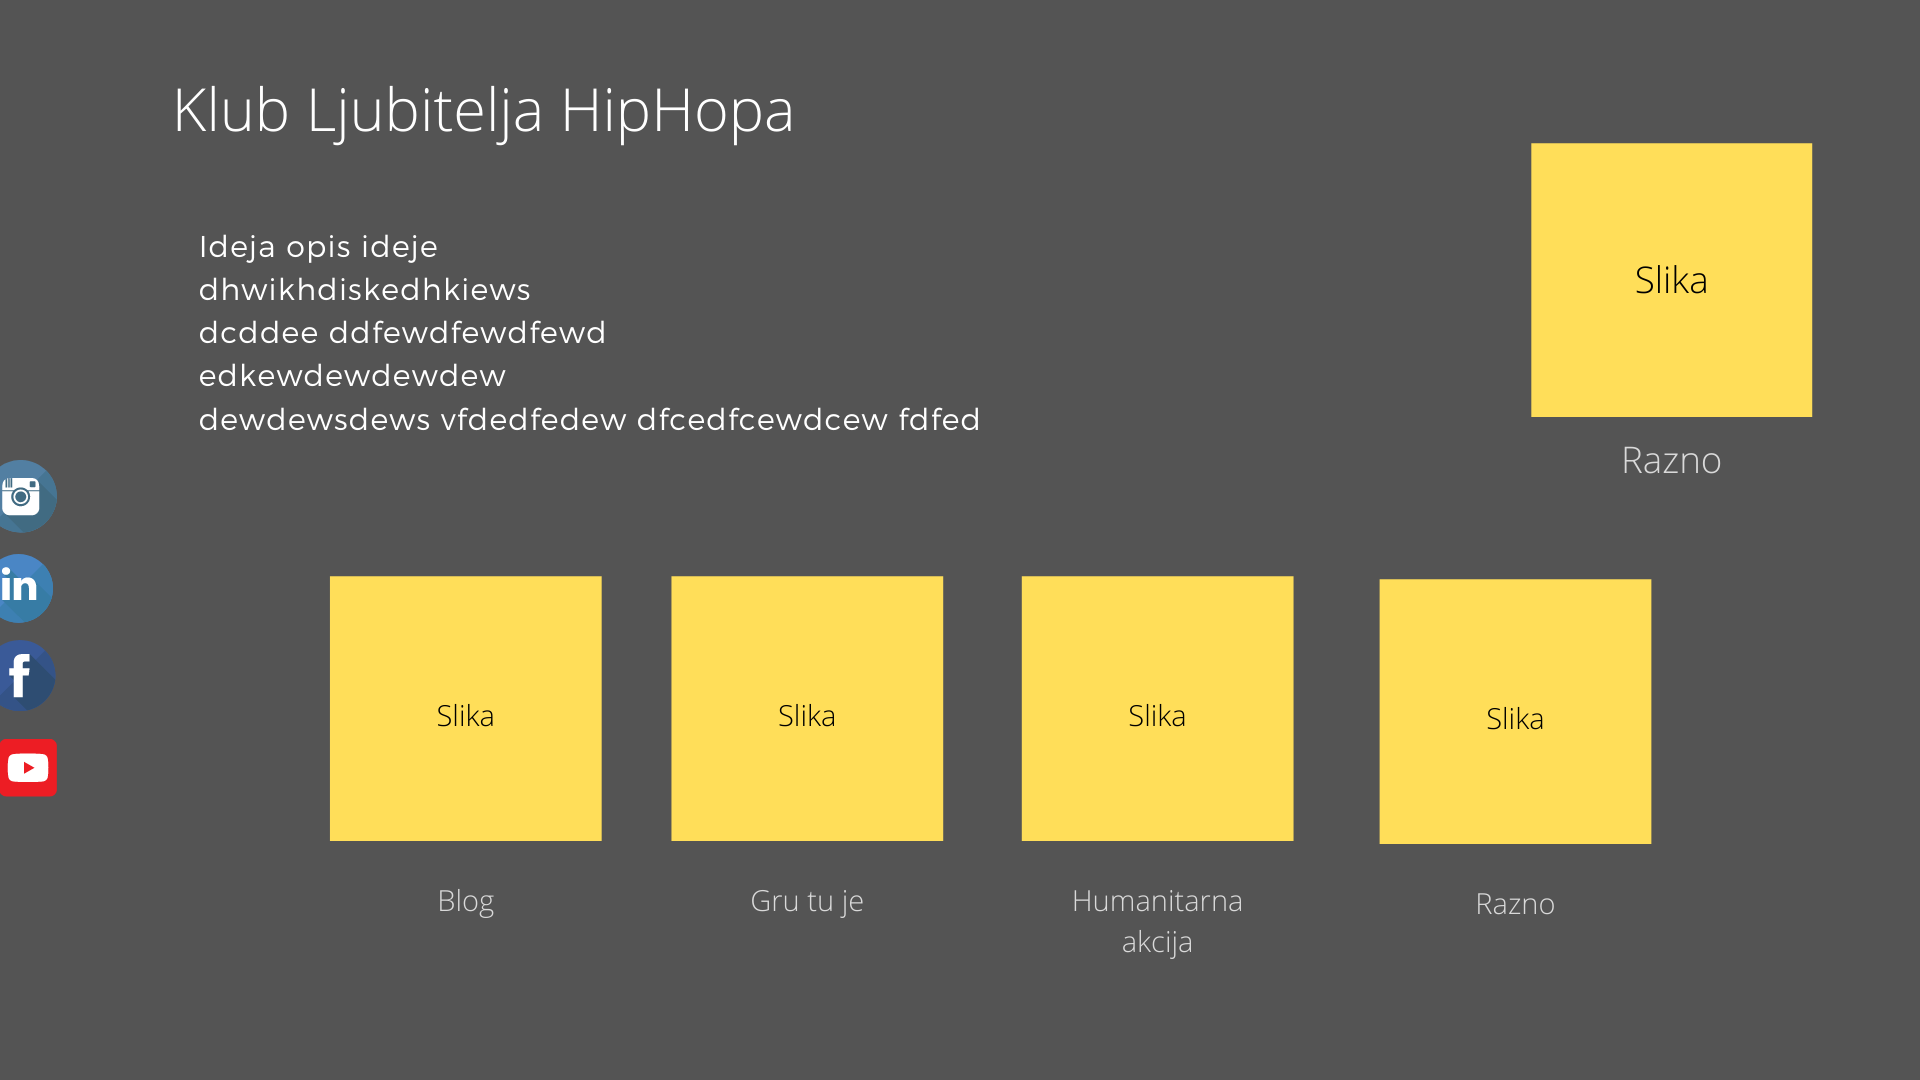 Klub Ljubitelja HipHopa
Ideja opis ideje
dhwikhdiskedhkiews
dcddee ddfewdfewdfewd
edkewdewdewdew
dewdewsdews vfdedfedew dfcedfcewdcew fdfed
Slika
Razno
in
f
Slika
Slika
Slika
Slika
Blog
Gru tu je
Humanitarna
akcija
Razno